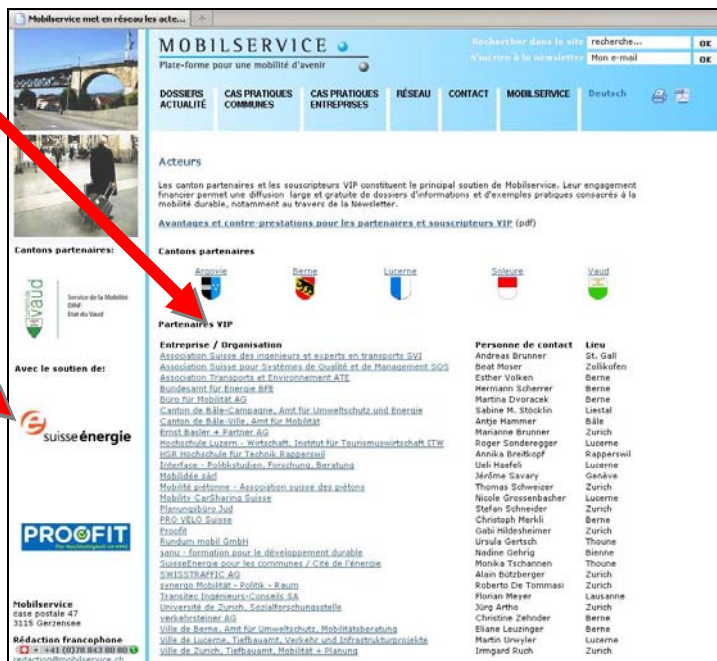 Mobilservice met en réseau les acte...
MOBILSERVICE
Plate-forme pour une mobilité d'avenir
Rechercher dans le site recherche... OK
S'inscrire à la newsletter Mon e-mail OK
DOSSIERS ACTUALITÉ
CAS PRATIQUES COMMUNES
CAS PRATIQUES ENTREPRISES
RÉSEAU
CONTACT
MOBILSERVICE
Deutsch
Acteurs
Les canton partenaires et les souscripteurs VIP constituent le principal soutien de Mobilservice. Leur engagement
financier permet une diffusion large et gratuite de dossiers d'informations et d'exemples pratiques consacrés à la
mobilité durable, notamment au travers de la Newsletter.
Avantages et contre-prestations pour les partenaires et souscripteurs VIP (pdf)
Cantons partenaires:
vaud
Service de la Mobilité
DINF
Etat du Vaud
Avec le soutien de:
suisseénergie
PROOFIT
Mobilservice
case postale 47
3115 Gerzensee
Rédaction francophone
+41 (0)78 843 80 80
redaction@mobilservice.ch
Cantons partenaires
Argovie Berne Lucerne Soleure Vaud
Partenaires VIP
Entreprise / Organisation Personne de contact Lieu
Association Suisse des ingenieurs et experts en transports SVI Andreas Brunner St. Gall
Association Suisse pour Systèmes de Qualité et de Management SQS Beat Moser Zollikofen
Association Transports et Environnement ATE Esther Volken Berne
Bundesamt für Energie BFE Hermann Scherrer Berne
Büro für Mobilität AG Martina Dvoracek Berne
Canton de Bâle-Campagne, Amt für Umweltschutz und Energie Sabine M. Stöcklin Liestal
Canton de Bâle-Ville, Amt für Mobilität Antje Hammer Bâle
Ernst Basler + Partner AG Marianne Brunner Zurich
Hochschule Luzern - Wirtschaft, Institut für Tourismuswirtschaft ITW Roger Sonderegger Lucerne
HSR Hochschule für Technik Rapperswil Annika Breitkopf Rapperswil
Interface - Politikstudien, Forschung, Beratung Ueli Haefeli Lucerne
Mobilidée sàrl Jérôme Savary Genève
Mobilité piétonne - Association suisse des piétons Thomas Schweizer Zurich
Mobility CarSharing Suisse Nicole Grossenbacher Lucerne
Planungsbüro Jud Stefan Schneider Zurich
PRO VELO Suisse Christoph Merkli Berne
Proofit Gabi Hildesheimer Zurich
Rundum mobil GmbH Ursula Gertsch Thoune
sanu - formation pour le développement durable Nadine Gehrig Bienne
SuisseEnergie pour les communes / Cité de l'énergie Monika Tschannen Thoune
SWISSTRAFFIC AG Alain Bützberger Zurich
synergo Mobilität - Politik - Raum Roberto De Tommasi Zurich
Transitec Ingénieurs-Conseils SA Florian Meyer Lausanne
Université de Zurich, Sozialforschungsstelle Jürg Artho Zurich
verkehrsteiner AG Christine Zehnder Berne
Ville de Berne, Amt für Umweltschutz, Mobilitätsberatung Eliane Leuzinger Berne
Ville de Lucerne, Tiefbauamt, Verkehr und Infrastrukturprojekte Martin Urwyler Lucerne
Ville de Zurich, Tiefbauamt, Mobilität + Planung Irmgard Ruch Zurich